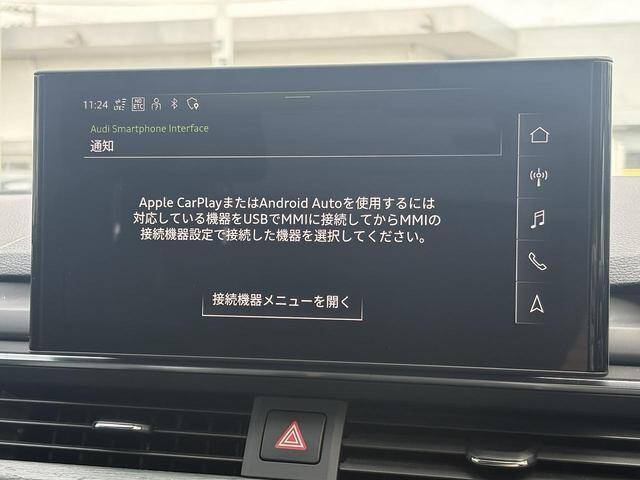 11:24 LTE NO ETC
Audi Smartphone Interface
通知
Apple CarPlayまたはAndroid Autoを使用するには
対応している機器をUSBでMMIに接続してからMMIの
接続機器設定で接続した機器を選択してください。
接続機器メニューを開く